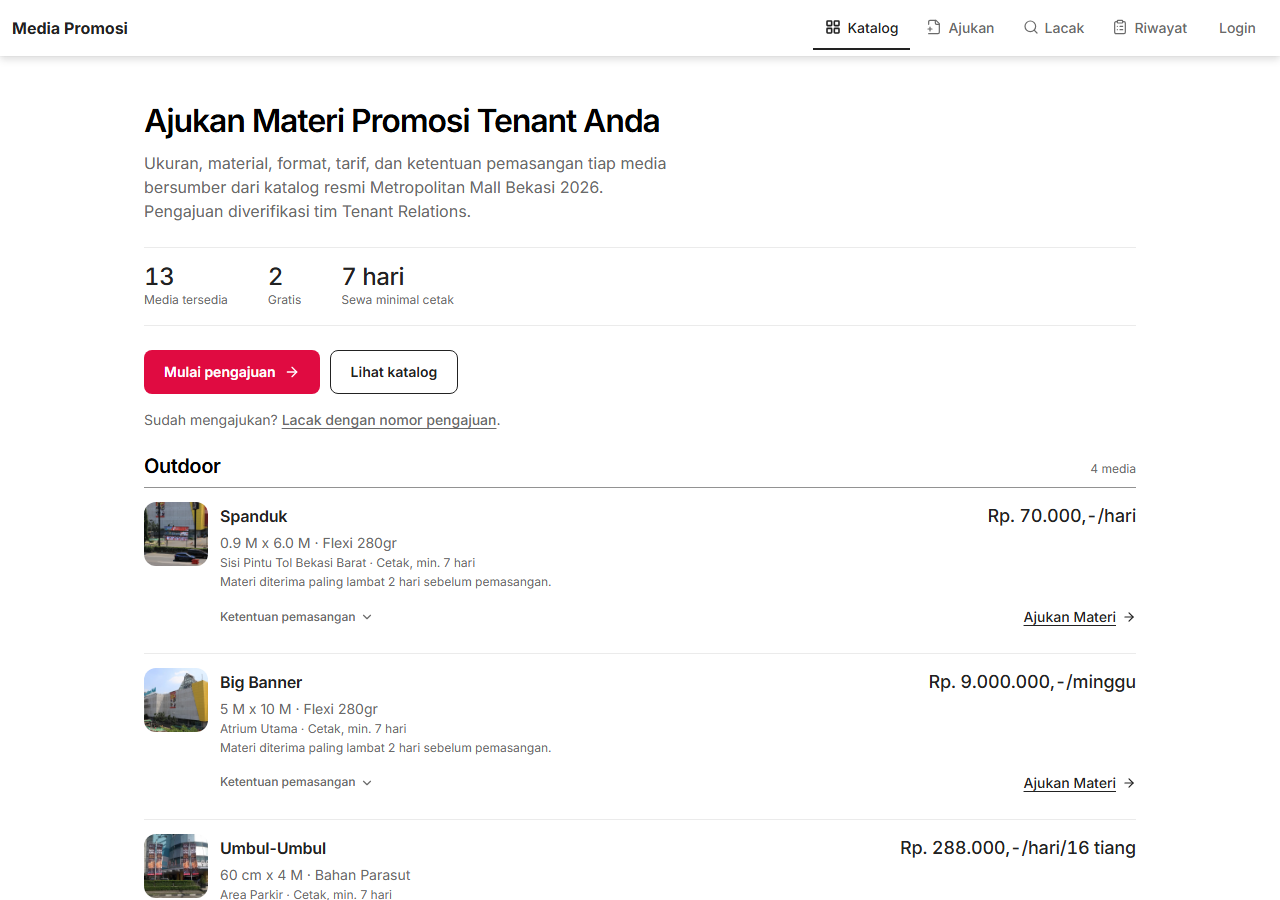 Media Promosi
Katalog
Ajukan
Lacak
Riwayat
Login
Ajukan Materi Promosi Tenant Anda
Ukuran, material, format, tarif, dan ketentuan pemasangan tiap media
bersumber dari katalog resmi Metropolitan Mall Bekasi 2026.
Pengajuan diverifikasi tim Tenant Relations.
13
Media tersedia
2
Gratis
7 hari
Sewa minimal cetak
Mulai pengajuan →
Lihat katalog
Sudah mengajukan? Lacak dengan nomor pengajuan.
Outdoor
4 media
Spanduk
Rp. 70.000,-/hari
0.9 M x 6.0 M · Flexi 280gr
Sisi Pintu Tol Bekasi Barat · Cetak, min. 7 hari
Materi diterima paling lambat 2 hari sebelum pemasangan.
Ketentuan pemasangan
Ajukan Materi →
Big Banner
Rp. 9.000.000,-/minggu
5 M x 10 M · Flexi 280gr
Atrium Utama · Cetak, min. 7 hari
Materi diterima paling lambat 2 hari sebelum pemasangan.
Ketentuan pemasangan
Ajukan Materi →
Umbul-Umbul
Rp. 288.000,-/hari/16 tiang
60 cm x 4 M · Bahan Parasut
Area Parkir · Cetak, min. 7 hari